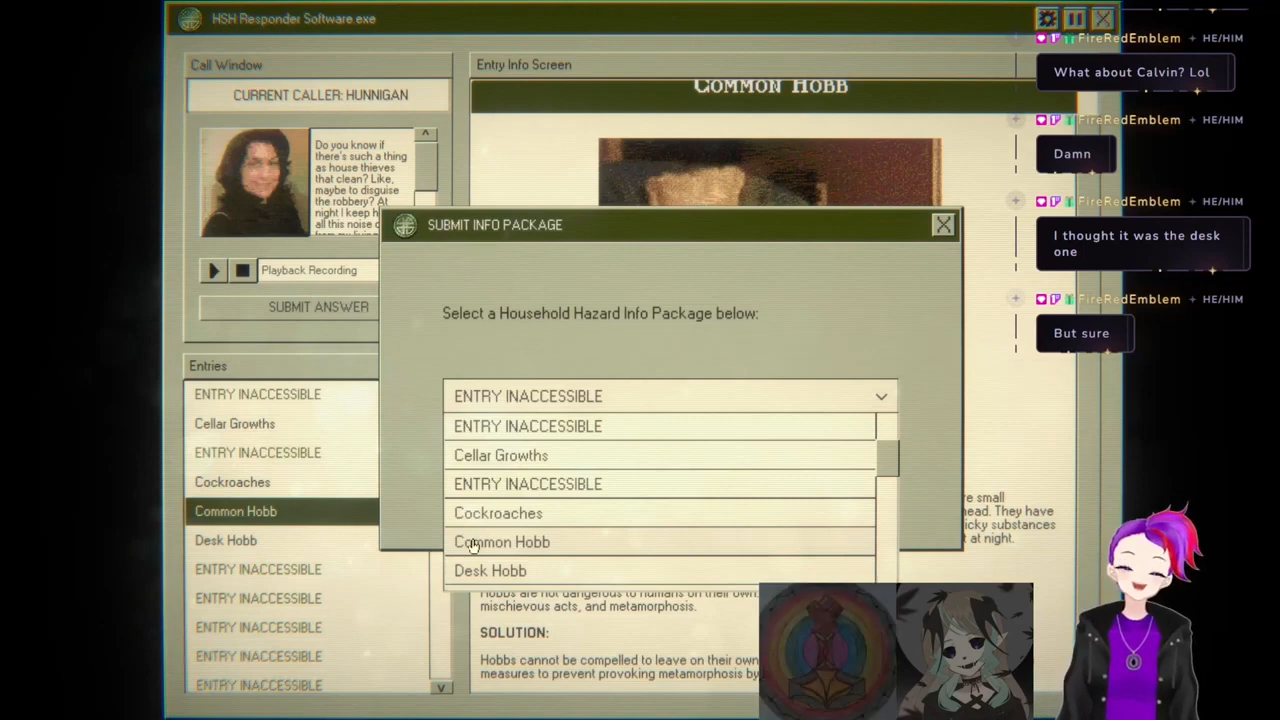 HSH Responder Software.exe
Call Window
CURRENT CALLER: HUNNIGAN
Do you know if
there's such a thing
as house thieves
that clean? Like,
maybe to disguise
the robbery? At
night I keep h
all this noise
Playback Recording
SUBMIT ANSWER
Entries
ENTRY INACCESSIBLE
Cellar Growths
ENTRY INACCESSIBLE
Cockroaches
Common Hobb
Desk Hobb
ENTRY INACCESSIBLE
ENTRY INACCESSIBLE
ENTRY INACCESSIBLE
ENTRY INACCESSIBLE
ENTRY INACCESSIBLE
Entry Info Screen
COMMON HOBB
SUBMIT INFO PACKAGE
Select a Household Hazard Info Package below:
ENTRY INACCESSIBLE
ENTRY INACCESSIBLE
Cellar Growths
ENTRY INACCESSIBLE
Cockroaches
Common Hobb
Desk Hobb
re small
ead. They have
icky substances
at night.
Hobbs are not dangerous to humans on their own.
mischievous acts, and metamorphosis.
SOLUTION:
Hobbs cannot be compelled to leave on their own
measures to prevent provoking metamorphosis by
FireRedEmblem + HE/HIM
What about Calvin? Lol
FireRedEmblem + HE/HIM
Damn
FireRedEmblem + HE/HIM
I thought it was the desk
one
FireRedEmblem + HE/HIM
But sure